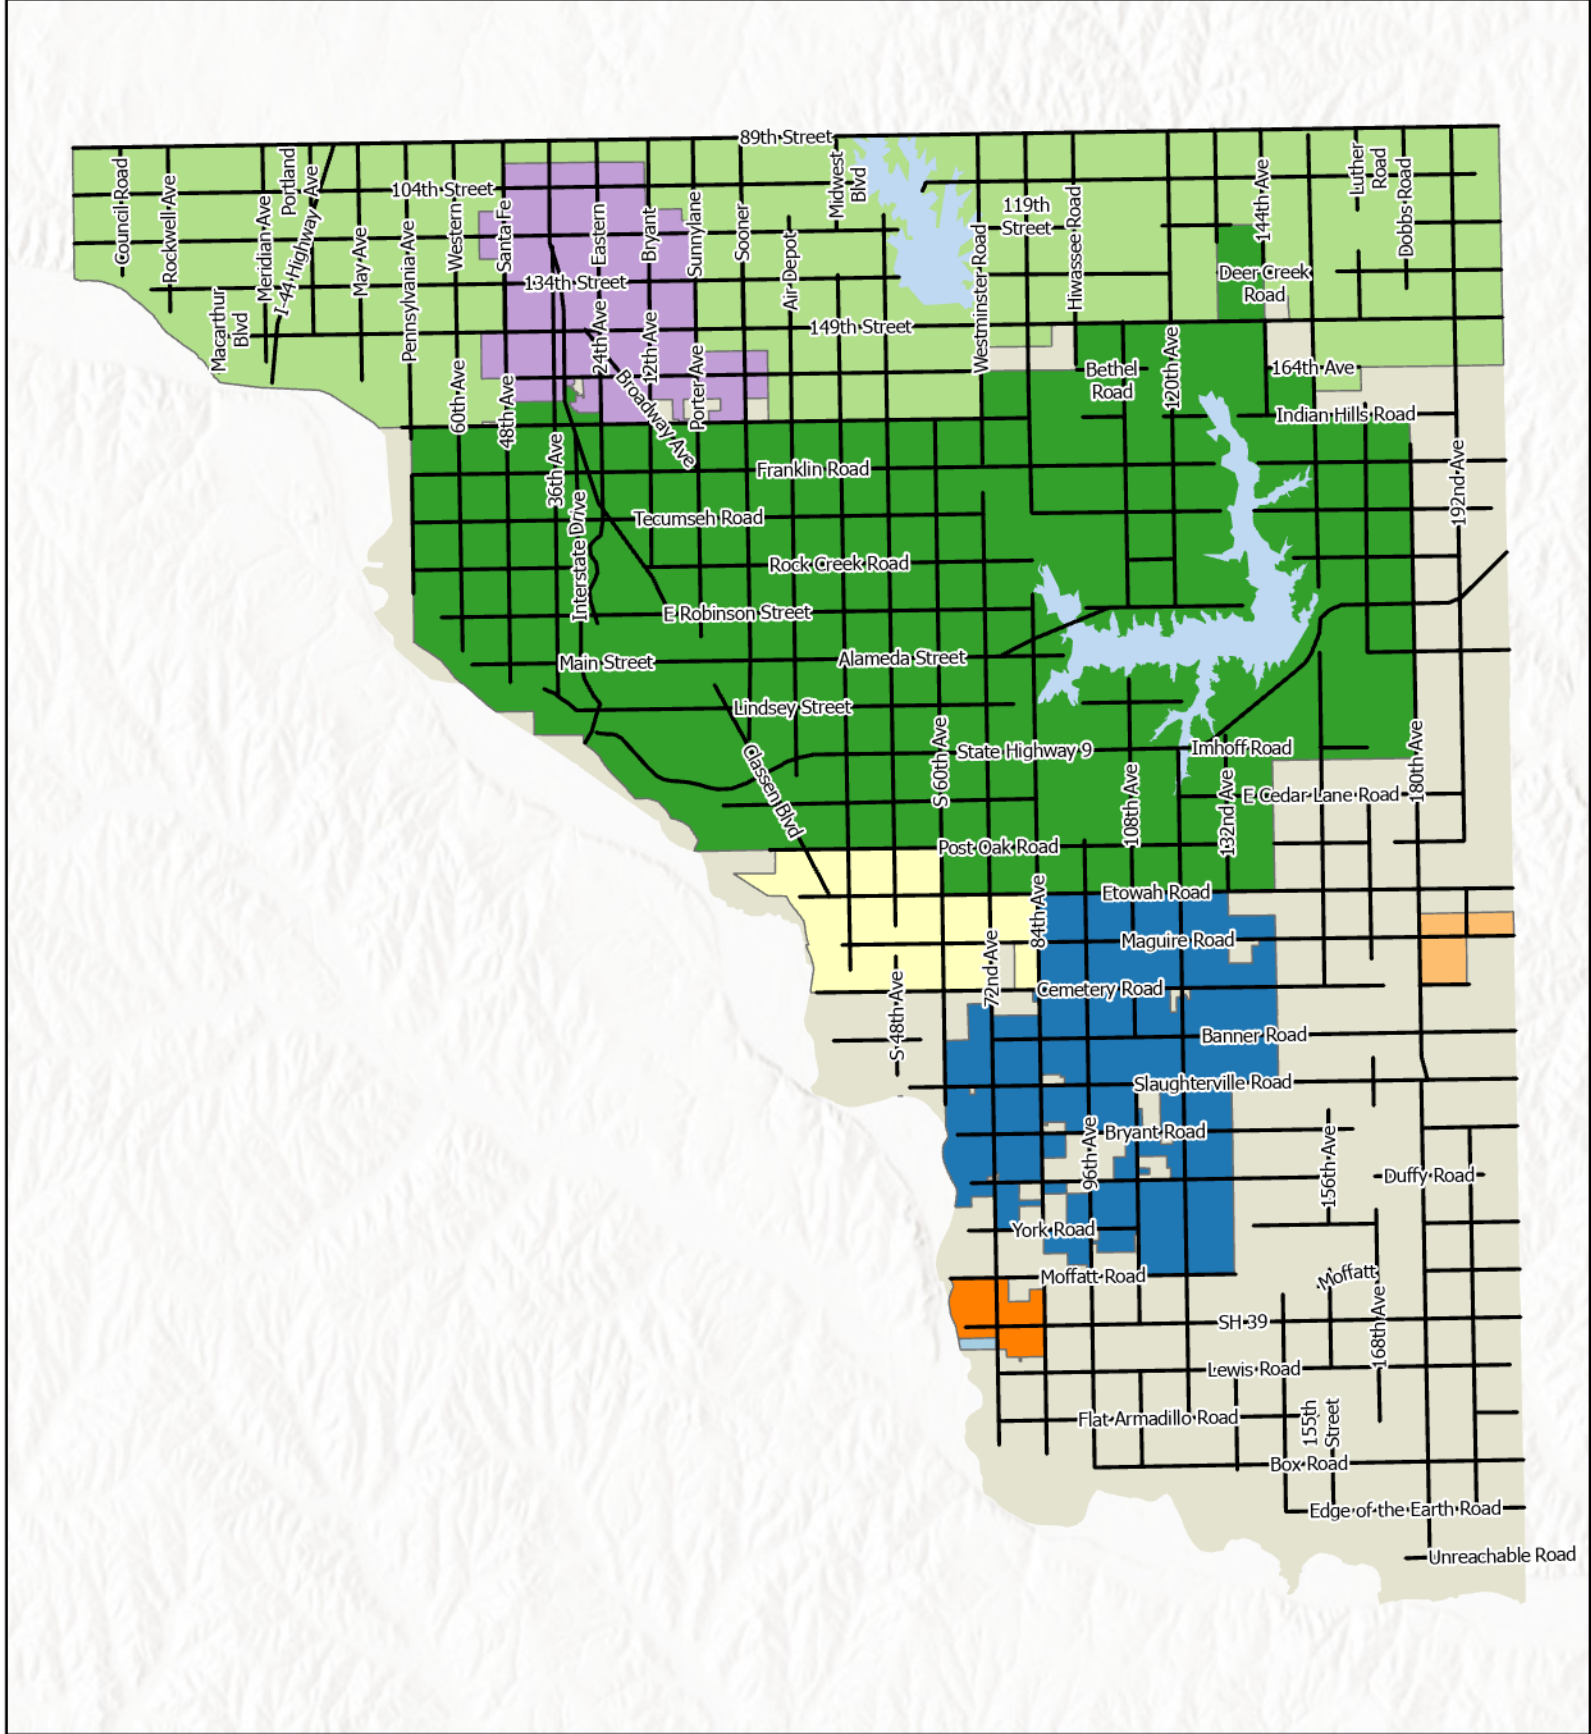 89th Street
Council Road
Rockwell Ave
Meridian Ave
Portland
I-44 Highway Ave
May Ave
Pennsylvania Ave
104th Street
Western
Santa Fe
Eastern
Bryant
Sunnylane
Sooner
Air Depot
Midwest
Blvd
119th
Street
Westminster Road
Hiwassee Road
144th Ave
Luther
Road
Dobbs Road
134th Street
Deer Creek
Road
Macarthur
Blvd
149th Street
24th Ave
12th Ave
Porter Ave
Broadway Ave
60th Ave
48th Ave
36th Ave
Bethel
Road
120th Ave
164th Ave
Indian Hills Road
192nd Ave
Franklin Road
Tecumseh Road
Interstate Drive
Rock Creek Road
E Robinson Street
Main Street
Alameda Street
Lindsey Street
Classen Blvd
State Highway 9
Imhoff Road
S 60th Ave
108th Ave
132nd Ave
180th Ave
E Cedar Lane Road
Post Oak Road
84th Ave
Etowah Road
72nd Ave
Maguire Road
S 48th Ave
Cemetery Road
Banner Road
Slaughterville Road
96th Ave
Bryant Road
156th Ave
Duffy Road
York Road
Moffatt Road
Moffatt
168th Ave
SH 39
Lewis Road
Flat Armadillo Road
155th
Street
Box Road
Edge of the Earth Road
Unreachable Road